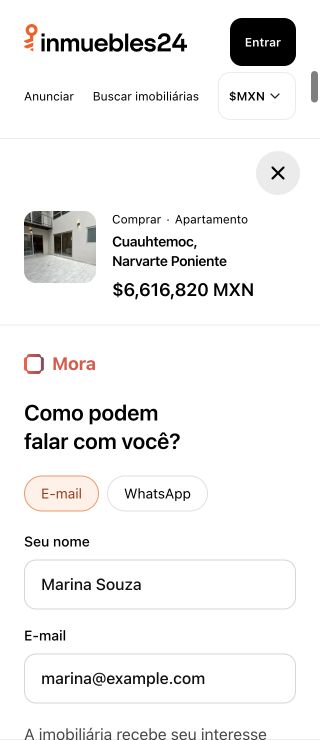 inmuebles24
Entrar
Anunciar
Buscar imobiliárias
$MXN
Comprar · Apartamento
Cuauhtemoc,
Narvarte Poniente
$6,616,820 MXN
Mora
Como podem
falar com você?
E-mail
WhatsApp
Seu nome
Marina Souza
E-mail
marina@example.com
A imobiliária recebe seu interesse